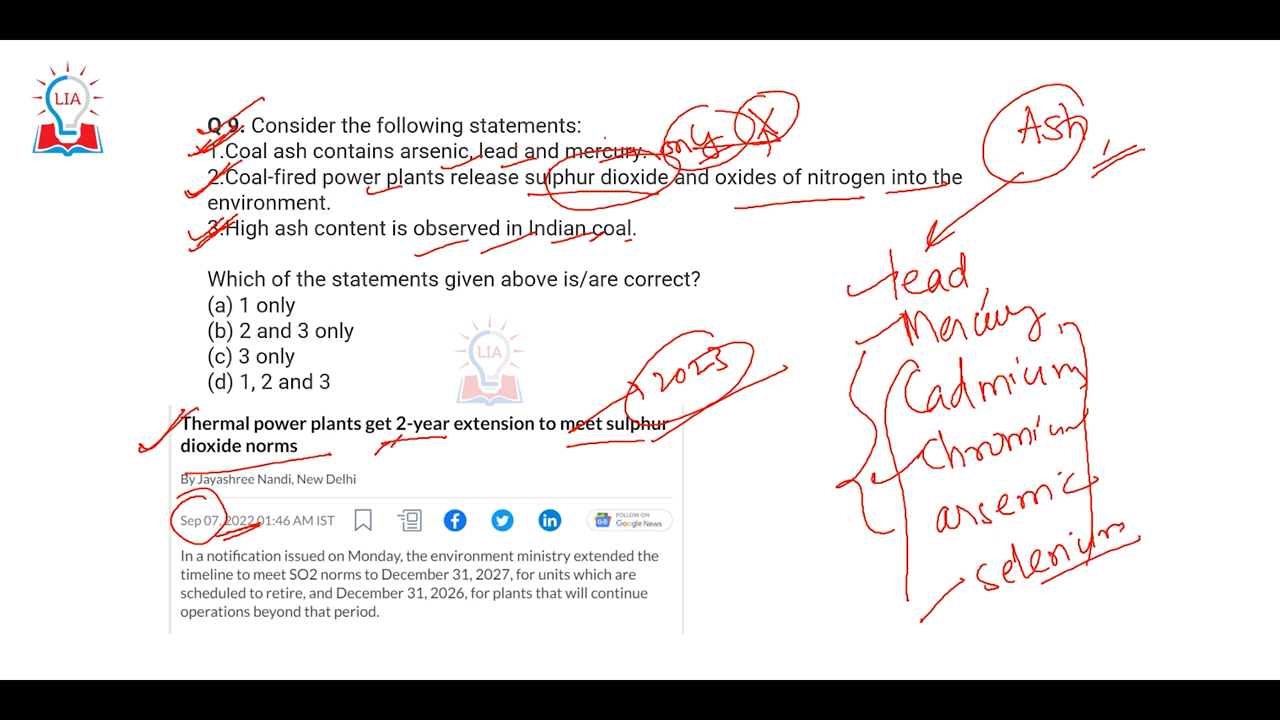 LIA
Q 9. Consider the following statements:
1.Coal ash contains arsenic, lead and mercury. only X
2.Coal-fired power plants release sulphur dioxide and oxides of nitrogen into the
environment.
3.High ash content is observed in Indian coal.
Which of the statements given above is/are correct?
(a) 1 only
(b) 2 and 3 only
(c) 3 only
(d) 1, 2 and 3
LIA
2023
Thermal power plants get 2-year extension to meet sulphur
dioxide norms
By Jayashree Nandi, New Delhi
Sep 07, 2022 01:46 AM IST
FOLLOW ON
Google News
In a notification issued on Monday, the environment ministry extended the
timeline to meet SO2 norms to December 31, 2027, for units which are
scheduled to retire, and December 31, 2026, for plants that will continue
operations beyond that period.
Ash
lead,
Mercury
Cadmium
chromium
arsenic
selenium